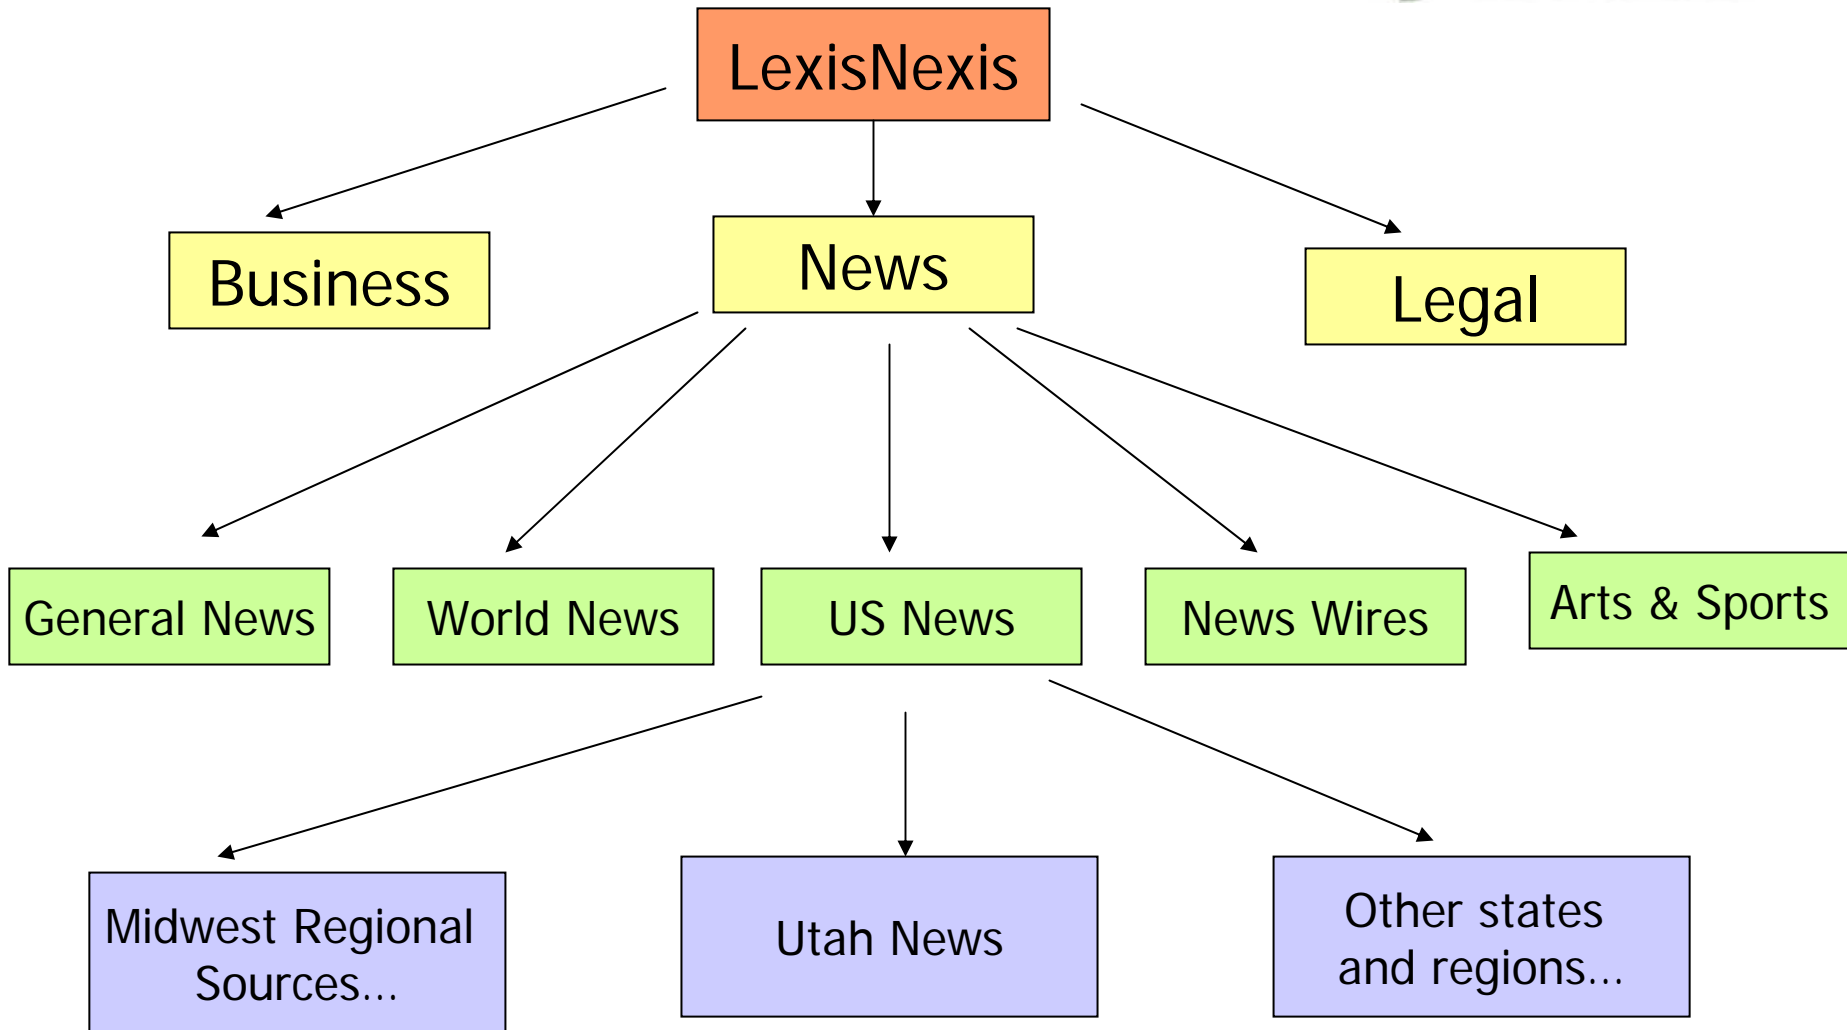 LexisNexis
Business
News
Legal
General News
World News
US News
News Wires
Arts & Sports
Midwest Regional
Sources...
Utah News
Other states
and regions...